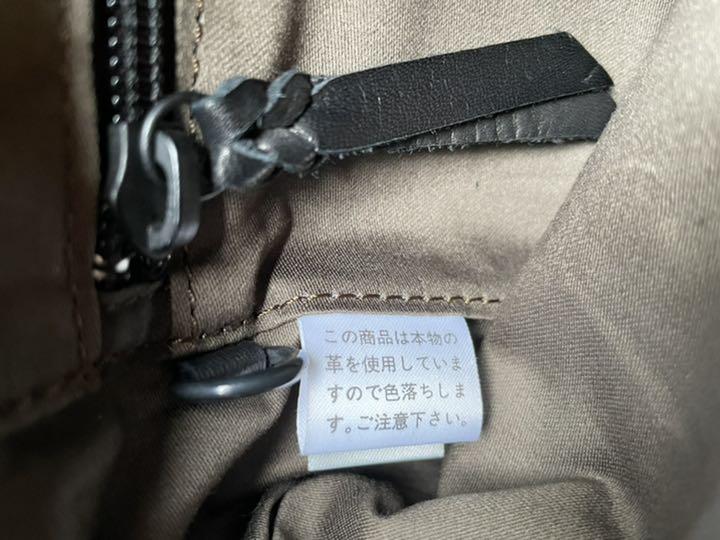 この商品は本物の
革を使用していま
すので色落ちしま
す。ご注意下さい。